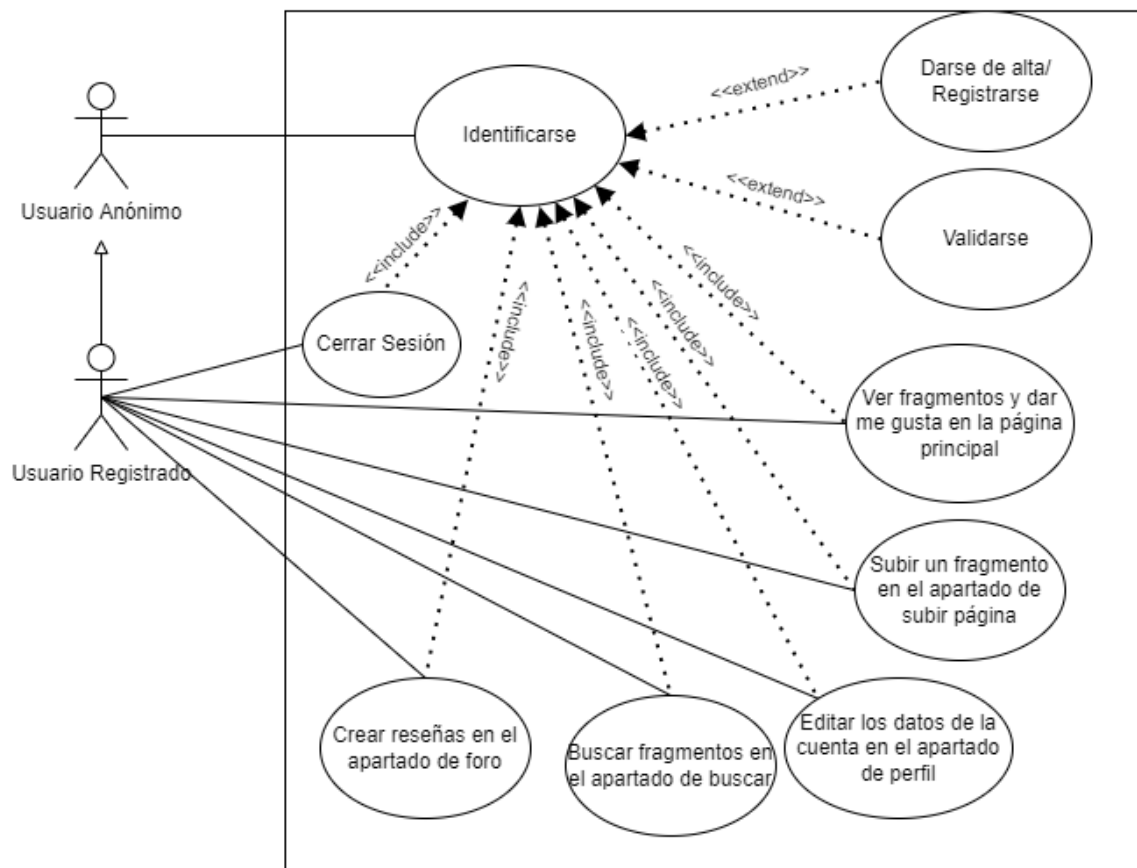 Darse de alta/
Registrarse
<<extend>>
Identificarse
<<extend>>
Validarse
Usuario Anónimo
<<include>>
<<include>>
<<include>>
<<include>>
<<include>>
<<include>>
Cerrar Sesión
Ver fragmentos y dar
me gusta en la página
principal
Usuario Registrado
Subir un fragmento
en el apartado de
subir página
Crear reseñas en el
apartado de foro
Buscar fragmentos en
el apartado de buscar
Editar los datos de la
cuenta en el apartado
de perfil